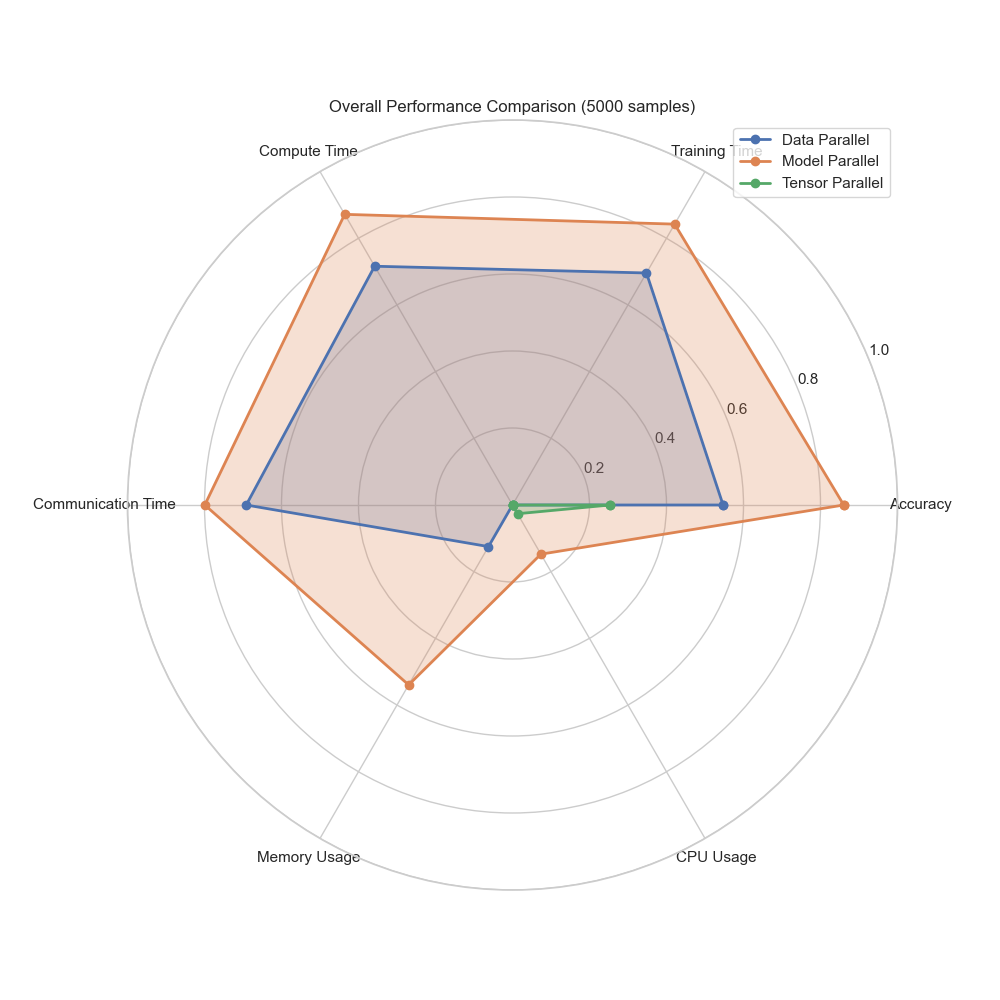 Overall Performance Comparison (5000 samples)
Data Parallel
Model Parallel
Tensor Parallel
Compute Time
Training Time
1.0
0.8
0.6
0.4
0.2
Communication Time
Accuracy
Memory Usage
CPU Usage